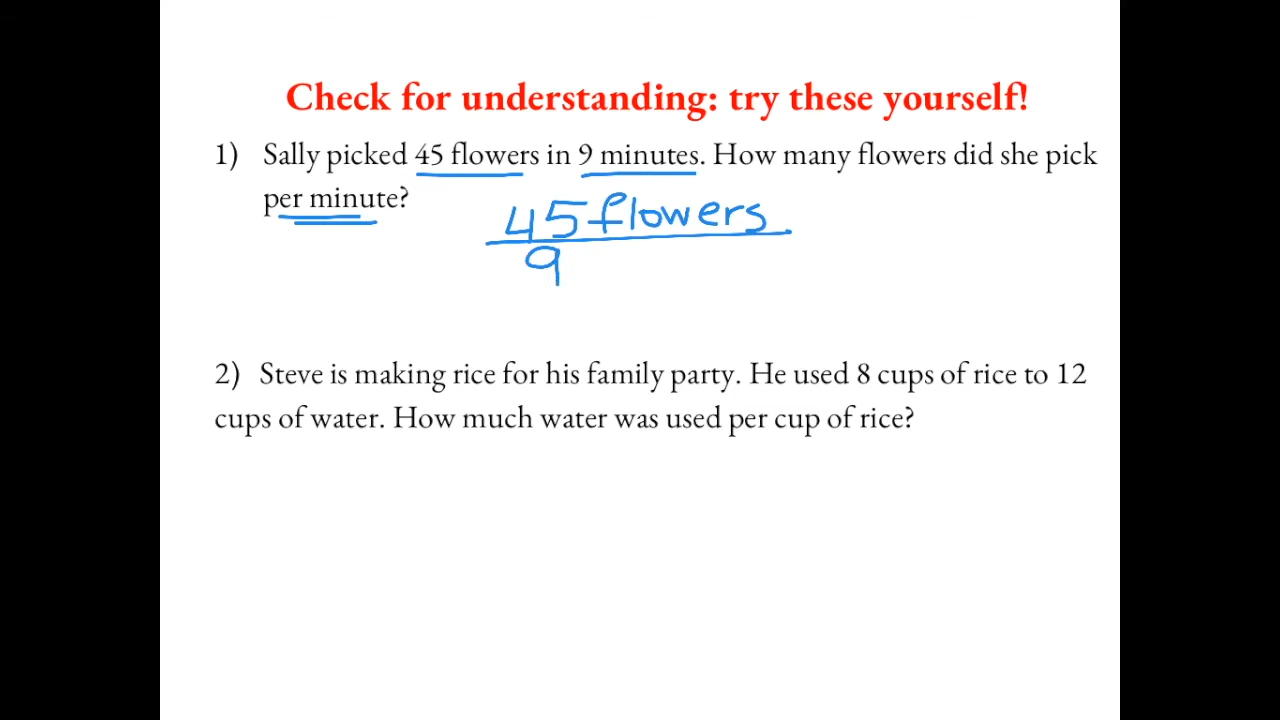 Check for understanding: try these yourself!
1) Sally picked 45 flowers in 9 minutes. How many flowers did she pick
per minute?
45 flowers
9
2) Steve is making rice for his family party. He used 8 cups of rice to 12
cups of water. How much water was used per cup of rice?